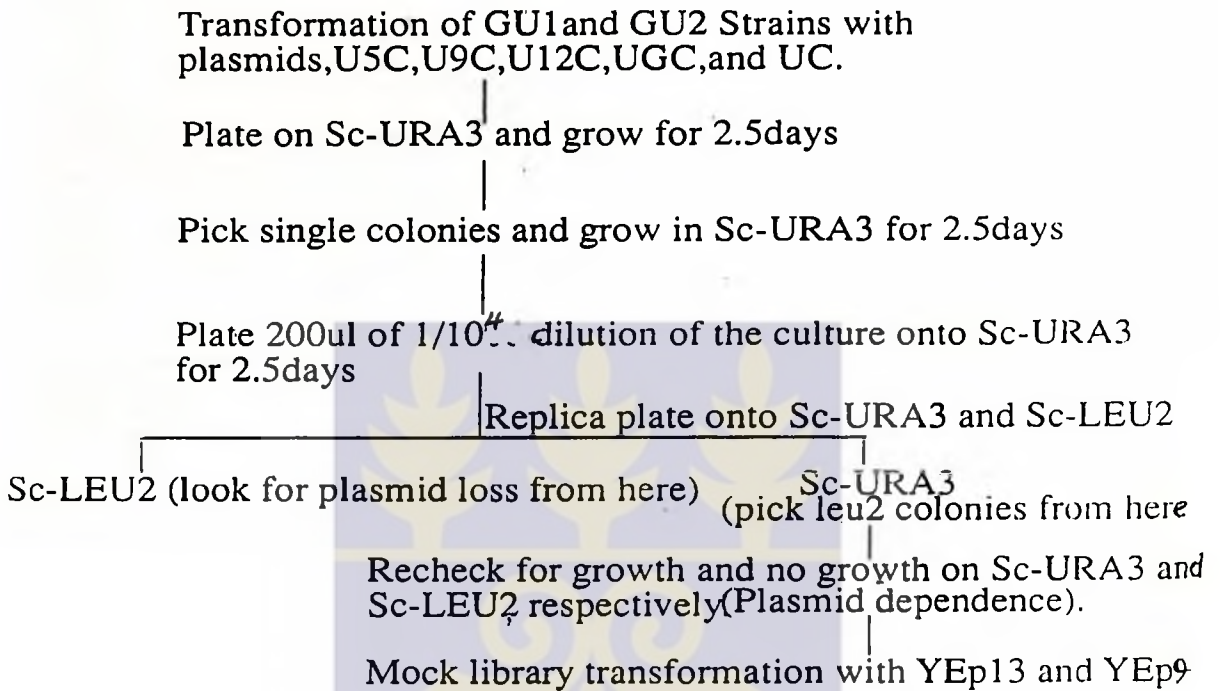 Transformation of GU1and GU2 Strains with
plasmids,U5C,U9C,U12C,UGC,and UC.
Plate on Sc-URA3 and grow for 2.5days
Pick single colonies and grow in Sc-URA3 for 2.5days
Plate 200ul of 1/10⁴.. dilution of the culture onto Sc-URA3
for 2.5days
Replica plate onto Sc-URA3 and Sc-LEU2
Sc-LEU2 (look for plasmid loss from here)
Sc-URA3
(pick leu2 colonies from here
Recheck for growth and no growth on Sc-URA3 and
Sc-LEU2 respectively(Plasmid dependence).
Mock library transformation with YEp13 and YEp9